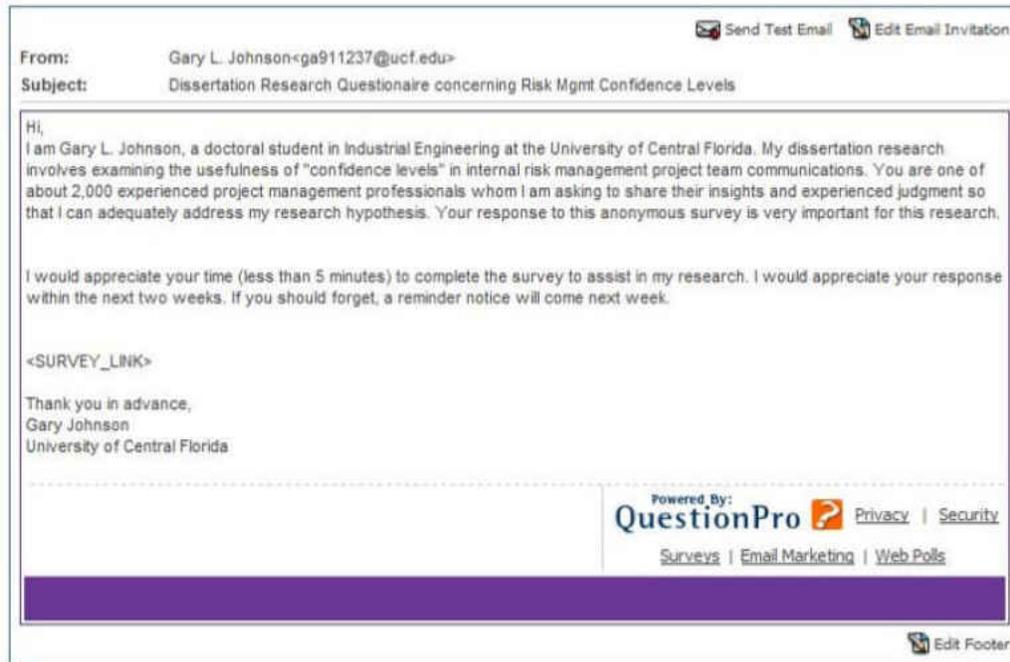 Send Test Email Edit Email Invitation
From: Gary L. Johnson<ga911237@ucf.edu>
Subject: Dissertation Research Questionaire concerning Risk Mgmt Confidence Levels
Hi,
I am Gary L. Johnson, a doctoral student in Industrial Engineering at the University of Central Florida. My dissertation research
involves examining the usefulness of "confidence levels" in internal risk management project team communications. You are one of
about 2,000 experienced project management professionals whom I am asking to share their insights and experienced judgment so
that I can adequately address my research hypothesis. Your response to this anonymous survey is very important for this research.
I would appreciate your time (less than 5 minutes) to complete the survey to assist in my research. I would appreciate your response
within the next two weeks. If you should forget, a reminder notice will come next week.
<SURVEY_LINK>
Thank you in advance,
Gary Johnson
University of Central Florida
Powered By:
QuestionPro ? Privacy | Security
Surveys | Email Marketing | Web Polls
Edit Footer